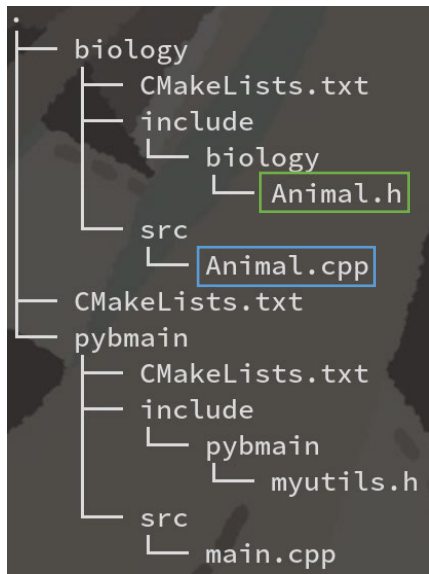 .
biology
CMakeLists.txt
include
biology
Animal.h
src
Animal.cpp
CMakeLists.txt
pybmain
CMakeLists.txt
include
pybmain
myutils.h
src
main.cpp